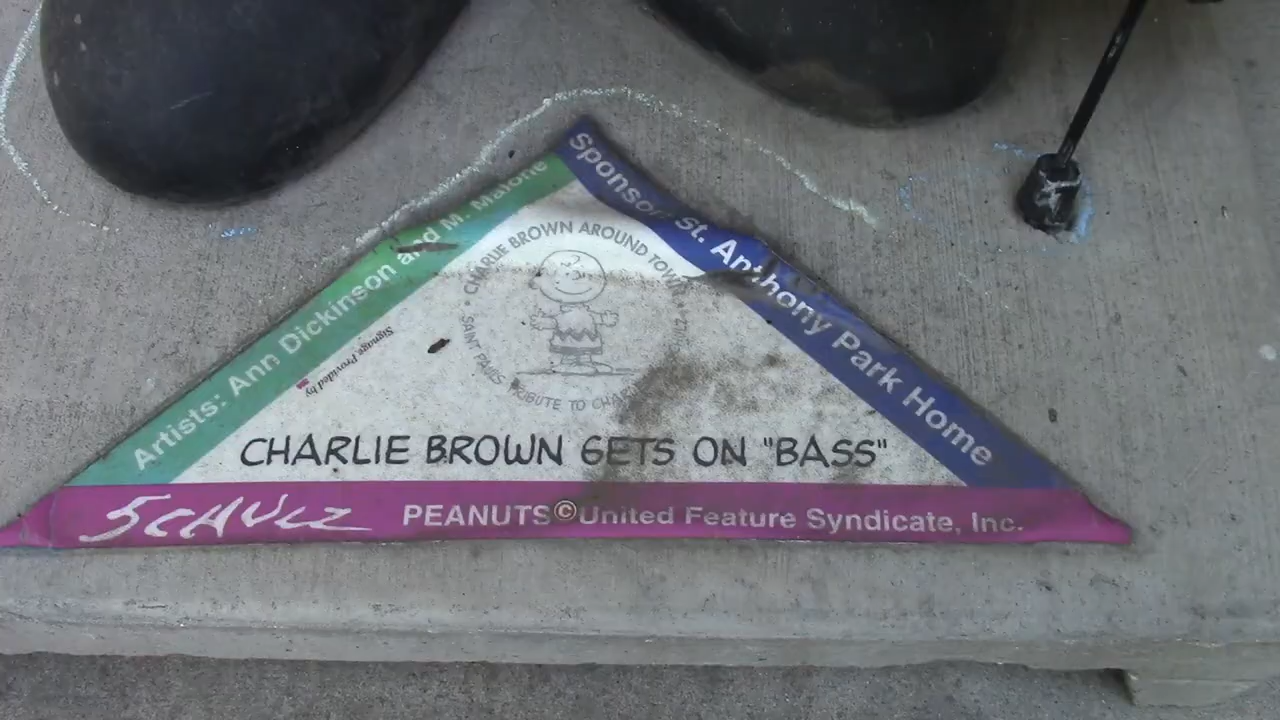 Artists: Ann Dickinson and M. Malone
Sponsor St. Anthony Park Home
• CHARLIE BROWN AROUND TOWN
SAINT PAUL'S TRIBUTE TO
Signage Provided by
CHARLIE BROWN GETS ON "BASS"
SCHULZ PEANUTS © United Feature Syndicate, Inc.